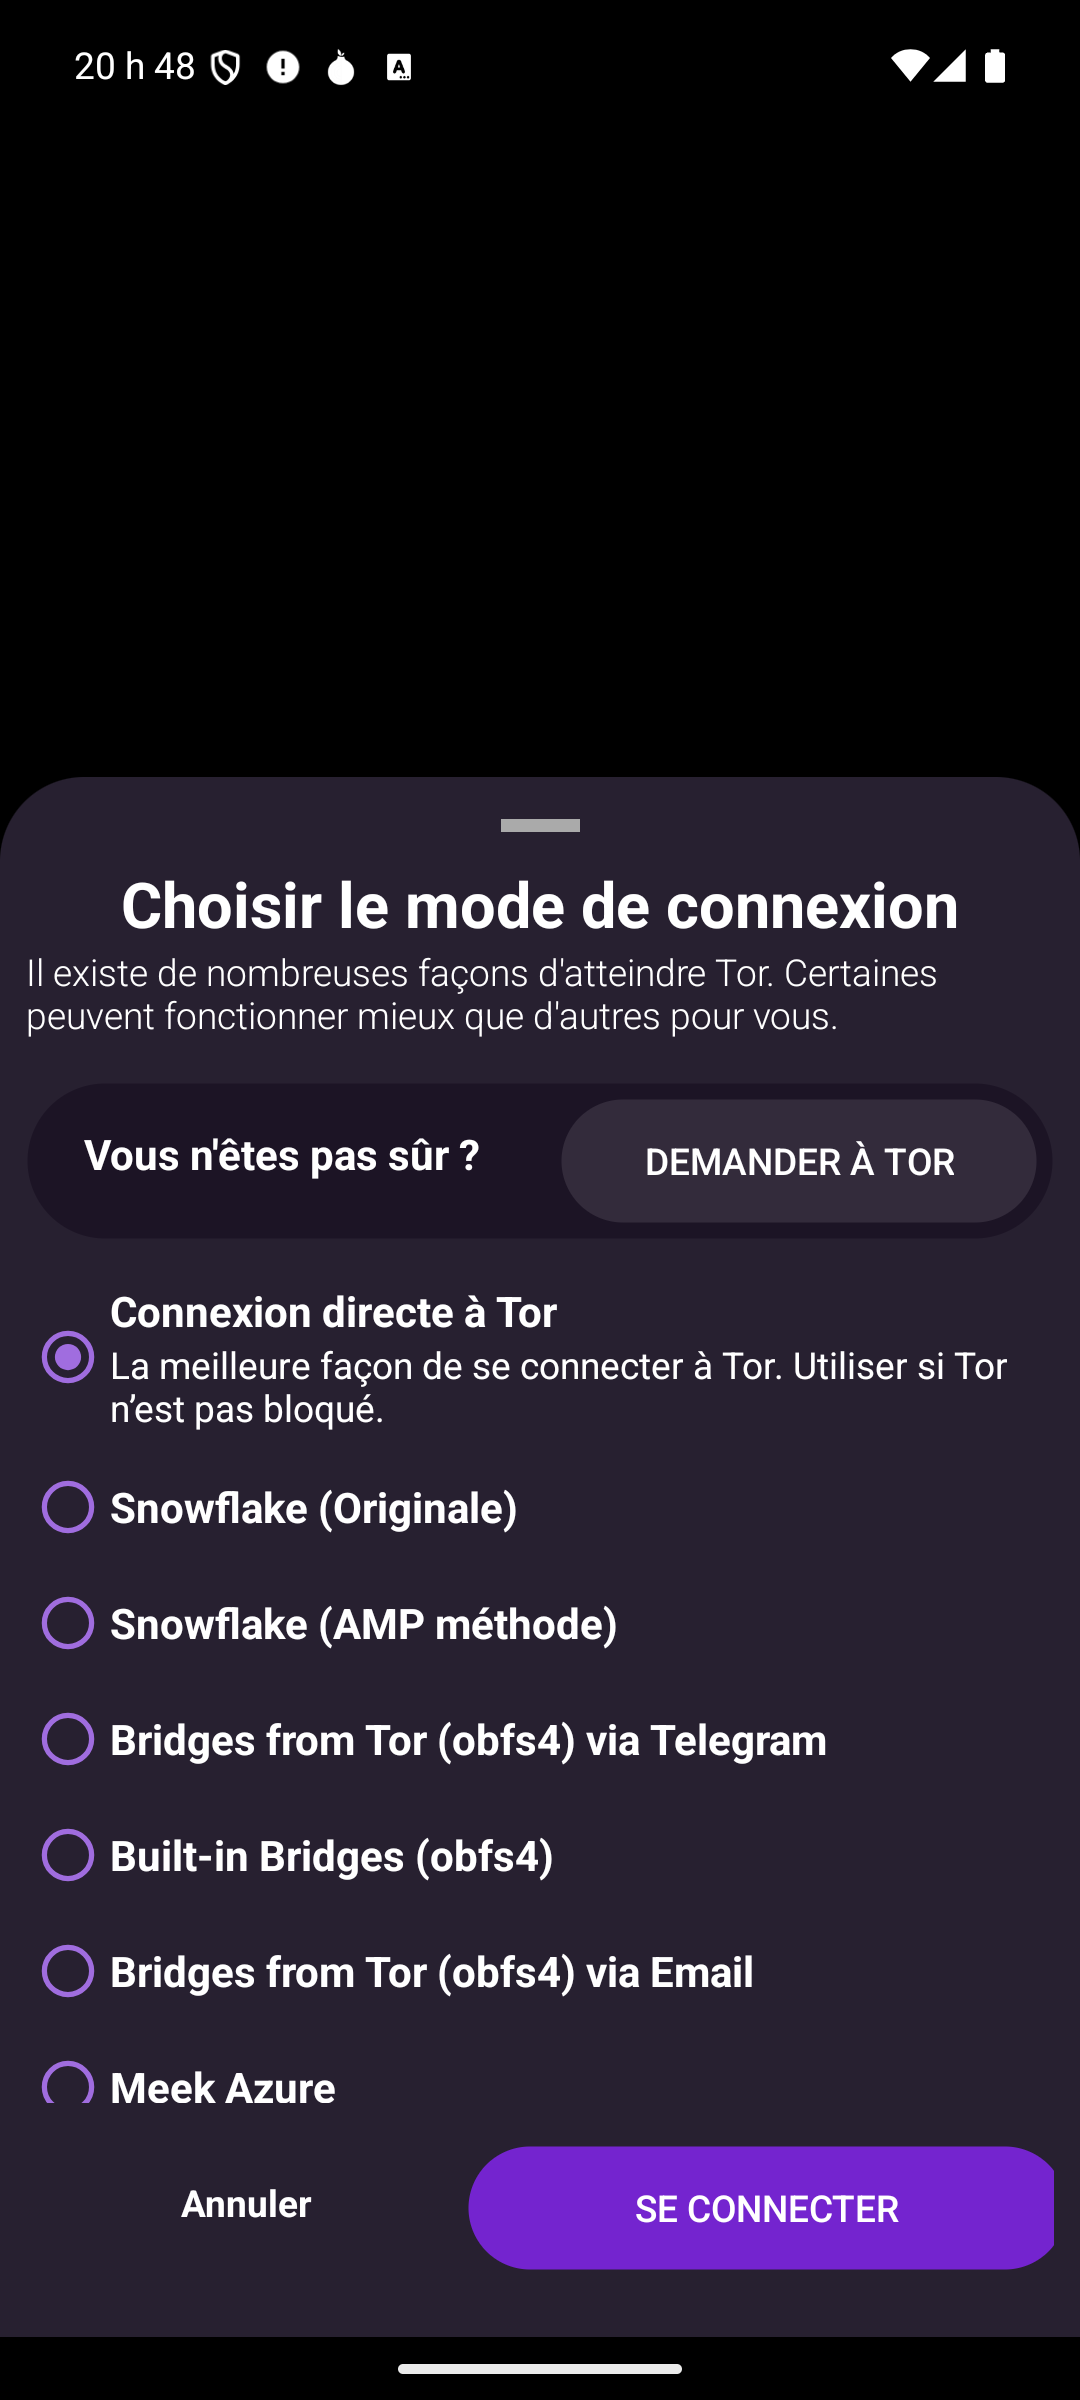 20 h 48
Choisir le mode de connexion
Il existe de nombreuses façons d'atteindre Tor. Certaines
peuvent fonctionner mieux que d'autres pour vous.
Vous n'êtes pas sûr ?
DEMANDER À TOR
Connexion directe à Tor
La meilleure façon de se connecter à Tor. Utiliser si Tor
n’est pas bloqué.
Snowflake (Originale)
Snowflake (AMP méthode)
Bridges from Tor (obfs4) via Telegram
Built-in Bridges (obfs4)
Bridges from Tor (obfs4) via Email
Meek Azure
Annuler
SE CONNECTER